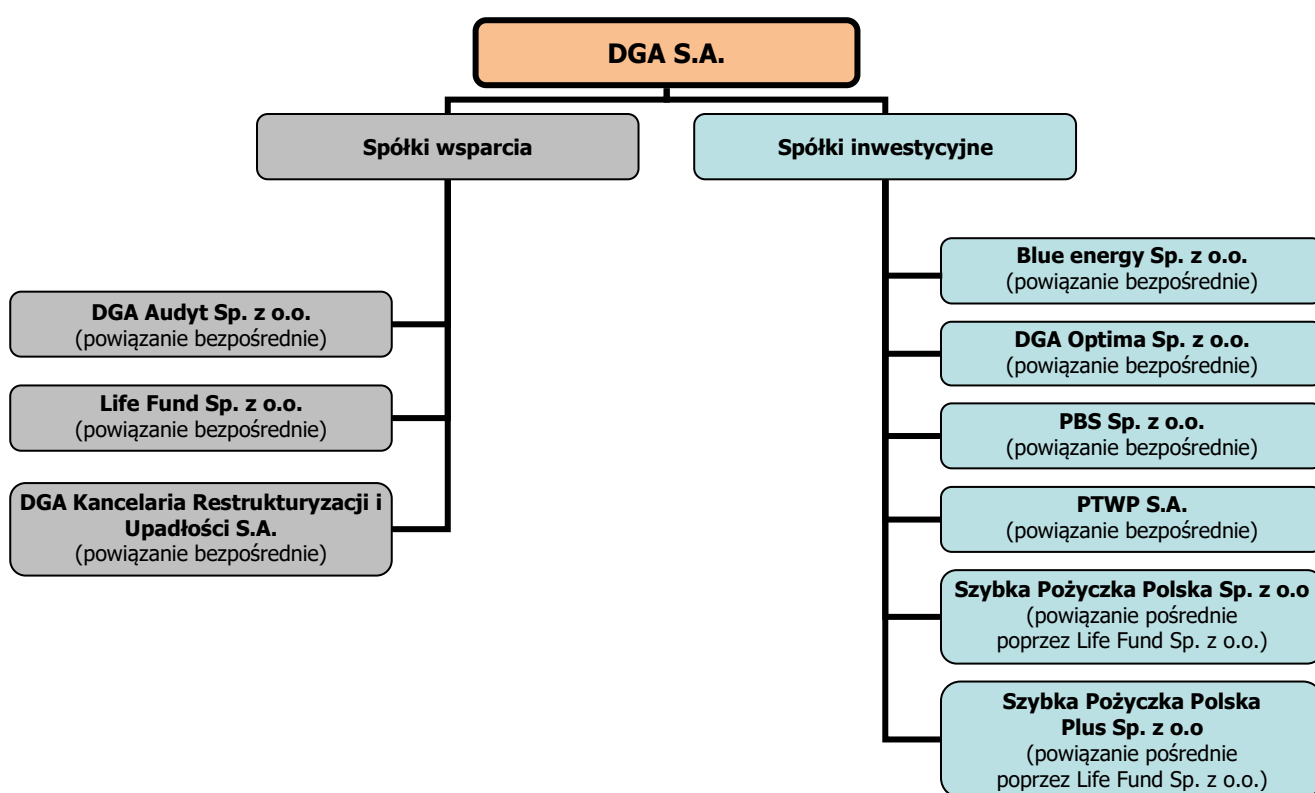 DGA S.A.
Spółki wsparcia
Spółki inwestycyjne
DGA Audyt Sp. z o.o.
(powiązanie bezpośrednie)
Life Fund Sp. z o.o.
(powiązanie bezpośrednie)
DGA Kancelaria Restrukturyzacji i
Upadłości S.A.
(powiązanie bezpośrednie)
Blue energy Sp. z o.o.
(powiązanie bezpośrednie)
DGA Optima Sp. z o.o.
(powiązanie bezpośrednie)
PBS Sp. z o.o.
(powiązanie bezpośrednie)
PTWP S.A.
(powiązanie bezpośrednie)
Szybka Pożyczka Polska Sp. z o.o
(powiązanie pośrednie
poprzez Life Fund Sp. z o.o.)
Szybka Pożyczka Polska
Plus Sp. z o.o
(powiązanie pośrednie
poprzez Life Fund Sp. z o.o.)